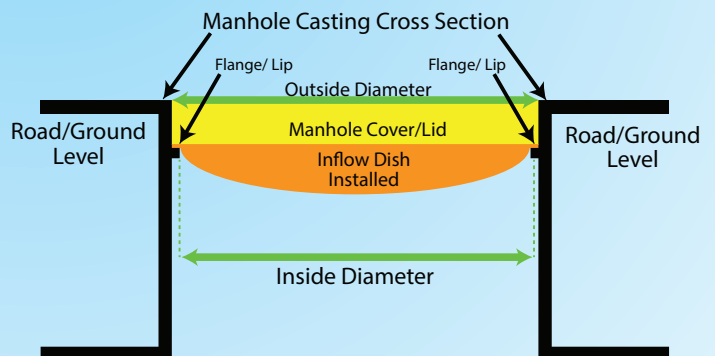 Manhole Casting Cross Section
Flange/ Lip
Flange/ Lip
Outside Diameter
Road/Ground
Level
Manhole Cover/Lid
Road/Ground
Level
Inflow Dish
Installed
Inside Diameter